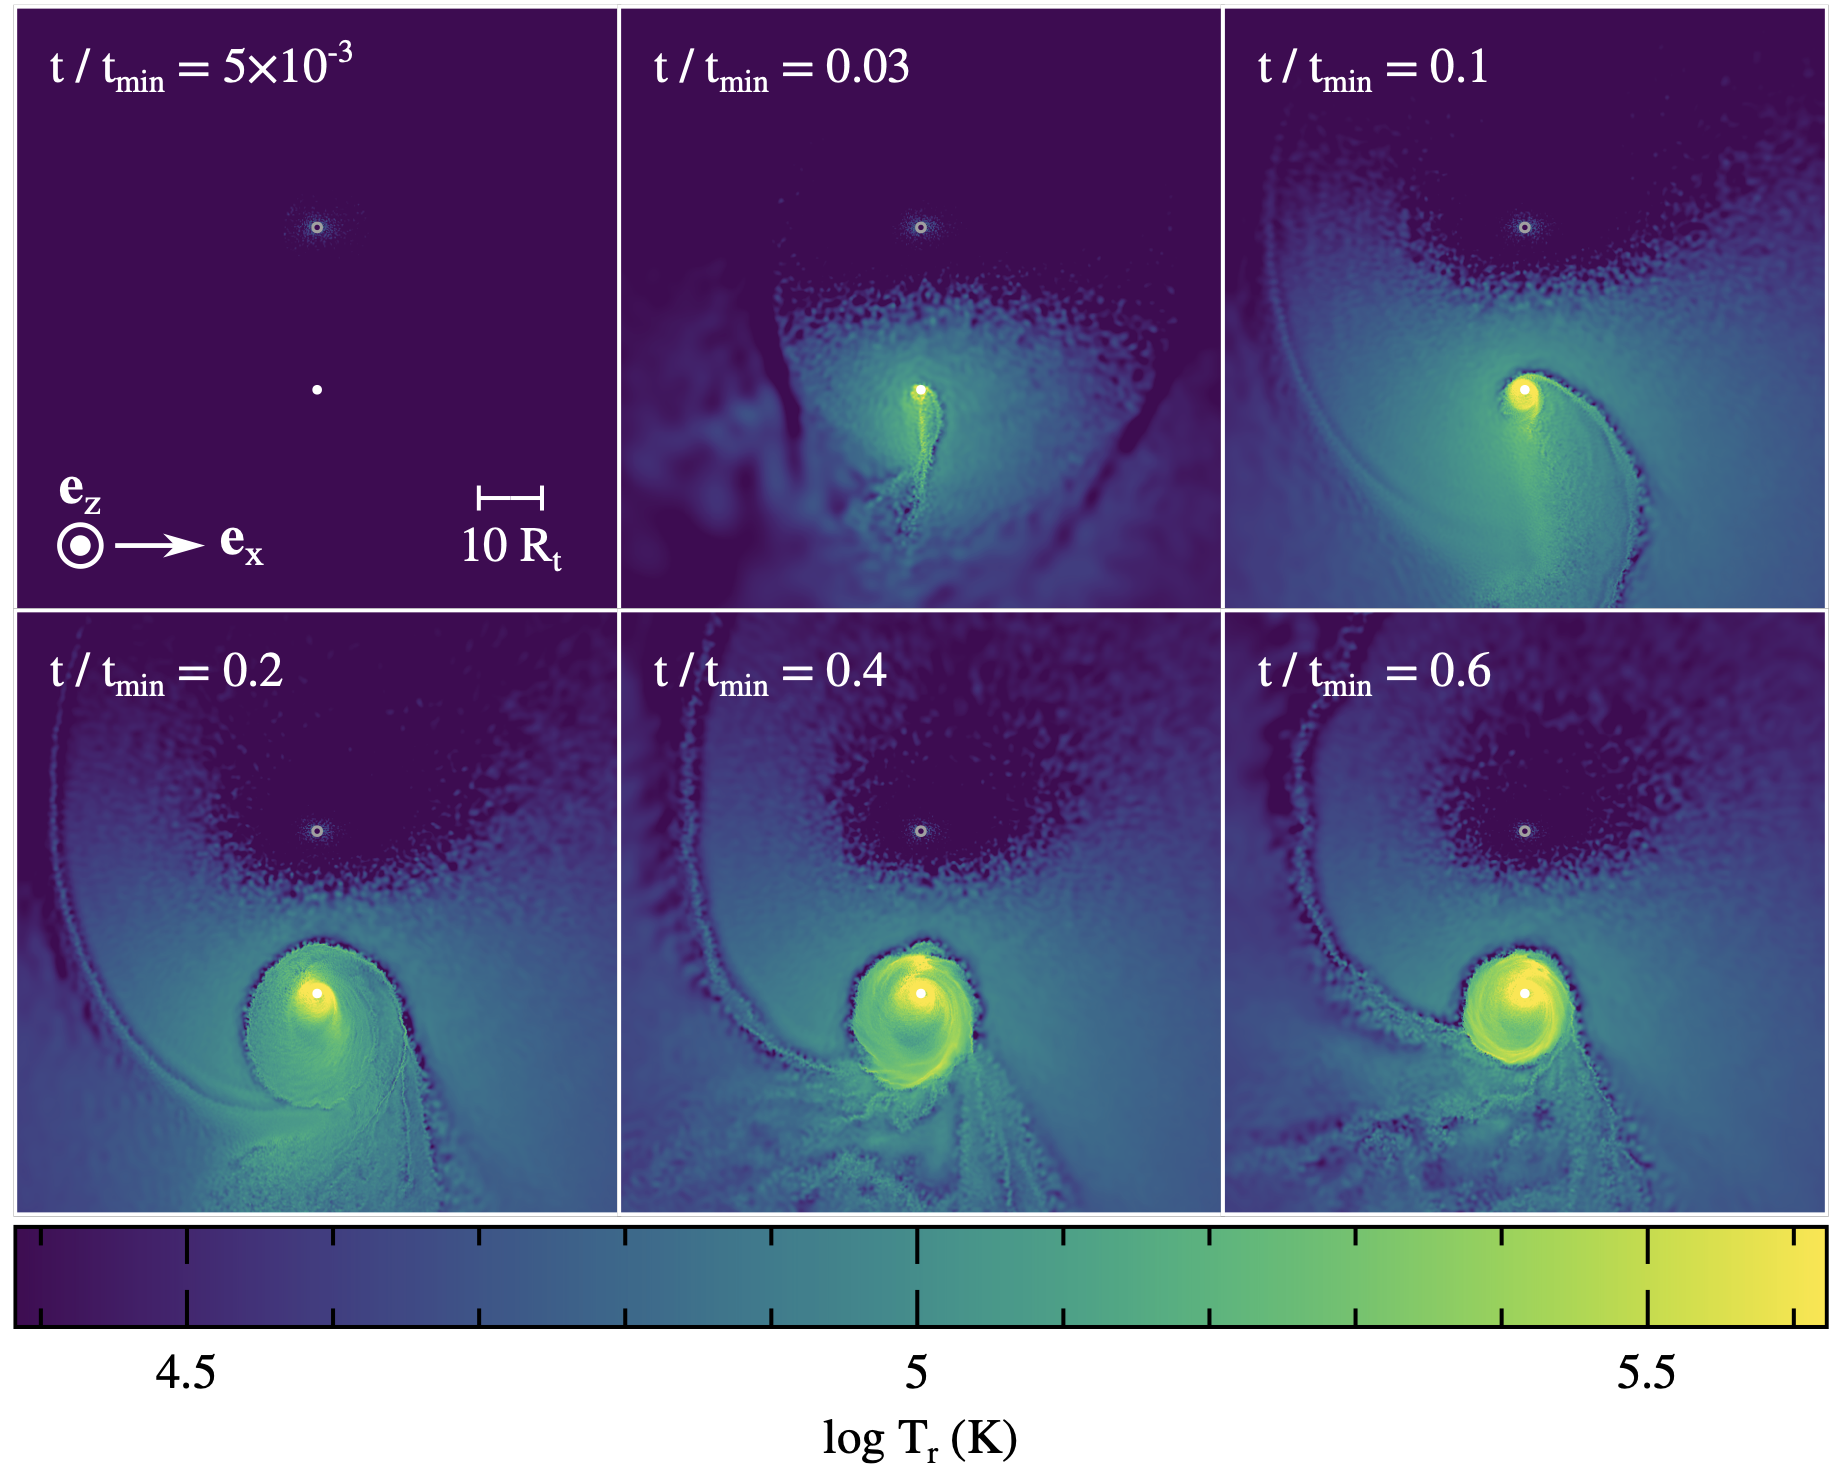 t / t_min = 5×10^-3
t / t_min = 0.03
t / t_min = 0.1
e_z
e_x
10 R_t
t / t_min = 0.2
t / t_min = 0.4
t / t_min = 0.6
4.5 5 5.5
log T_r (K)